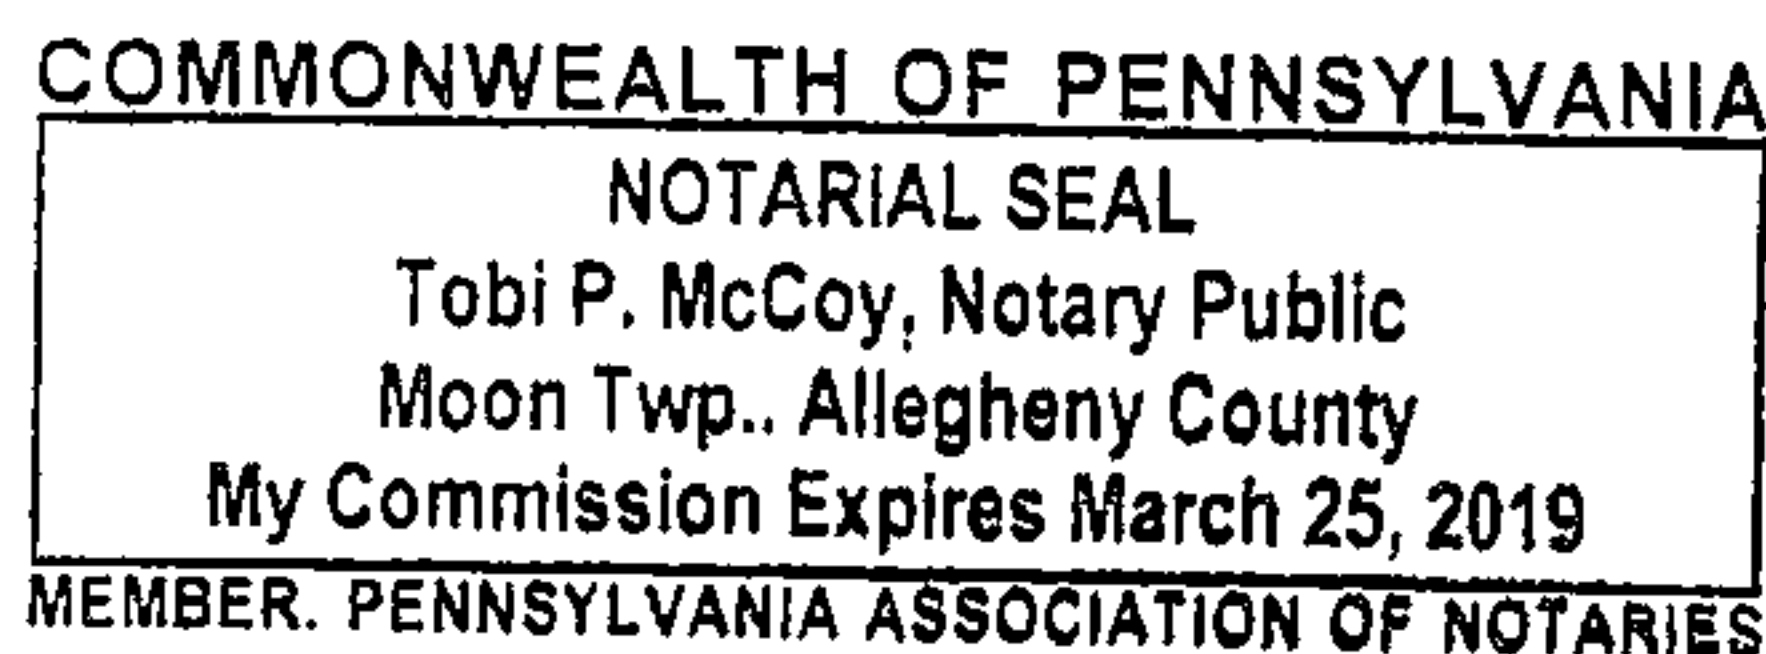 COMMONWEALTH OF PENNSYLVANIA
NOTARIAL SEAL
Tobi P. McCoy, Notary Public
Moon Twp., Allegheny County
My Commission Expires March 25, 2019
MEMBER. PENNSYLVANIA ASSOCIATION OF NOTARIES